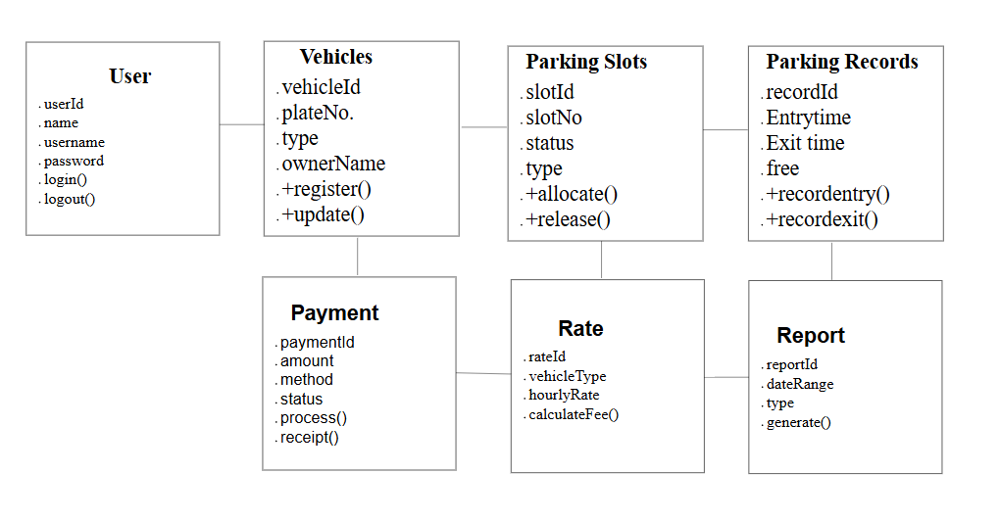 User
. userId
. name
. username
. password
. login()
. logout()
Vehicles
. vehicleId
. plateNo.
. type
. ownerName
. +register()
. +update()
Parking Slots
. slotId
. slotNo
. status
. type
. +allocate()
. +release()
Parking Records
. recordId
. Entrytime
. Exit time
. free
. +recordentry()
. +recordexit()
Payment
. paymentId
. amount
. method
. status
. process()
. receipt()
Rate
. rateId
. vehicleType
. hourlyRate
. calculateFee()
Report
. reportId
. dateRange
. type
. generate()